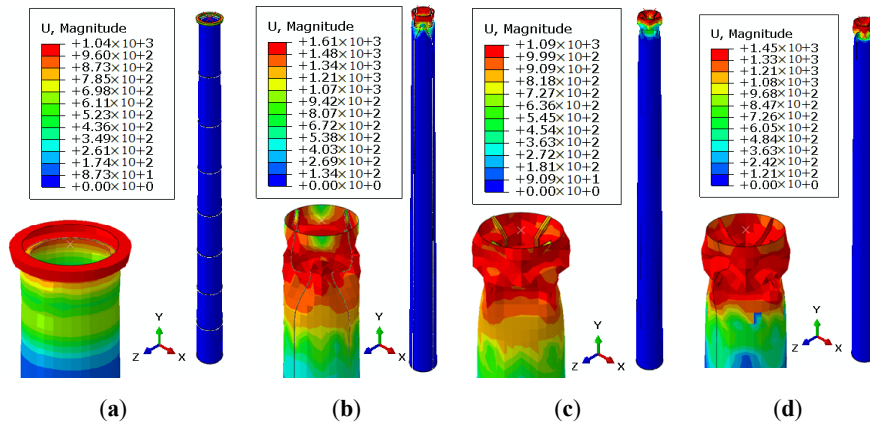 U, Magnitude
+1.04×10+3
+9.60×10+2
+8.73×10+2
+7.85×10+2
+6.98×10+2
+6.11×10+2
+5.23×10+2
+4.36×10+2
+3.49×10+2
+2.61×10+2
+1.74×10+2
+8.73×10+1
+0.00×10+0
Y
Z
X
(a)
U, Magnitude
+1.61×10+3
+1.48×10+3
+1.34×10+3
+1.21×10+3
+1.07×10+3
+9.42×10+2
+8.07×10+2
+6.72×10+2
+5.38×10+2
+4.03×10+2
+2.69×10+2
+1.34×10+2
+0.00×10+0
Y
Z
X
(b)
U, Magnitude
+1.09×10+3
+9.99×10+2
+9.09×10+2
+8.18×10+2
+7.27×10+2
+6.36×10+2
+5.45×10+2
+4.54×10+2
+3.63×10+2
+2.72×10+2
+1.81×10+2
+9.09×10+1
+0.00×10+0
Y
Z
X
(c)
U, Magnitude
+1.45×10+3
+1.33×10+3
+1.21×10+3
+1.08×10+3
+9.68×10+2
+8.47×10+2
+7.26×10+2
+6.05×10+2
+4.84×10+2
+3.63×10+2
+2.42×10+2
+1.21×10+2
+0.00×10+0
Y
Z
X
(d)